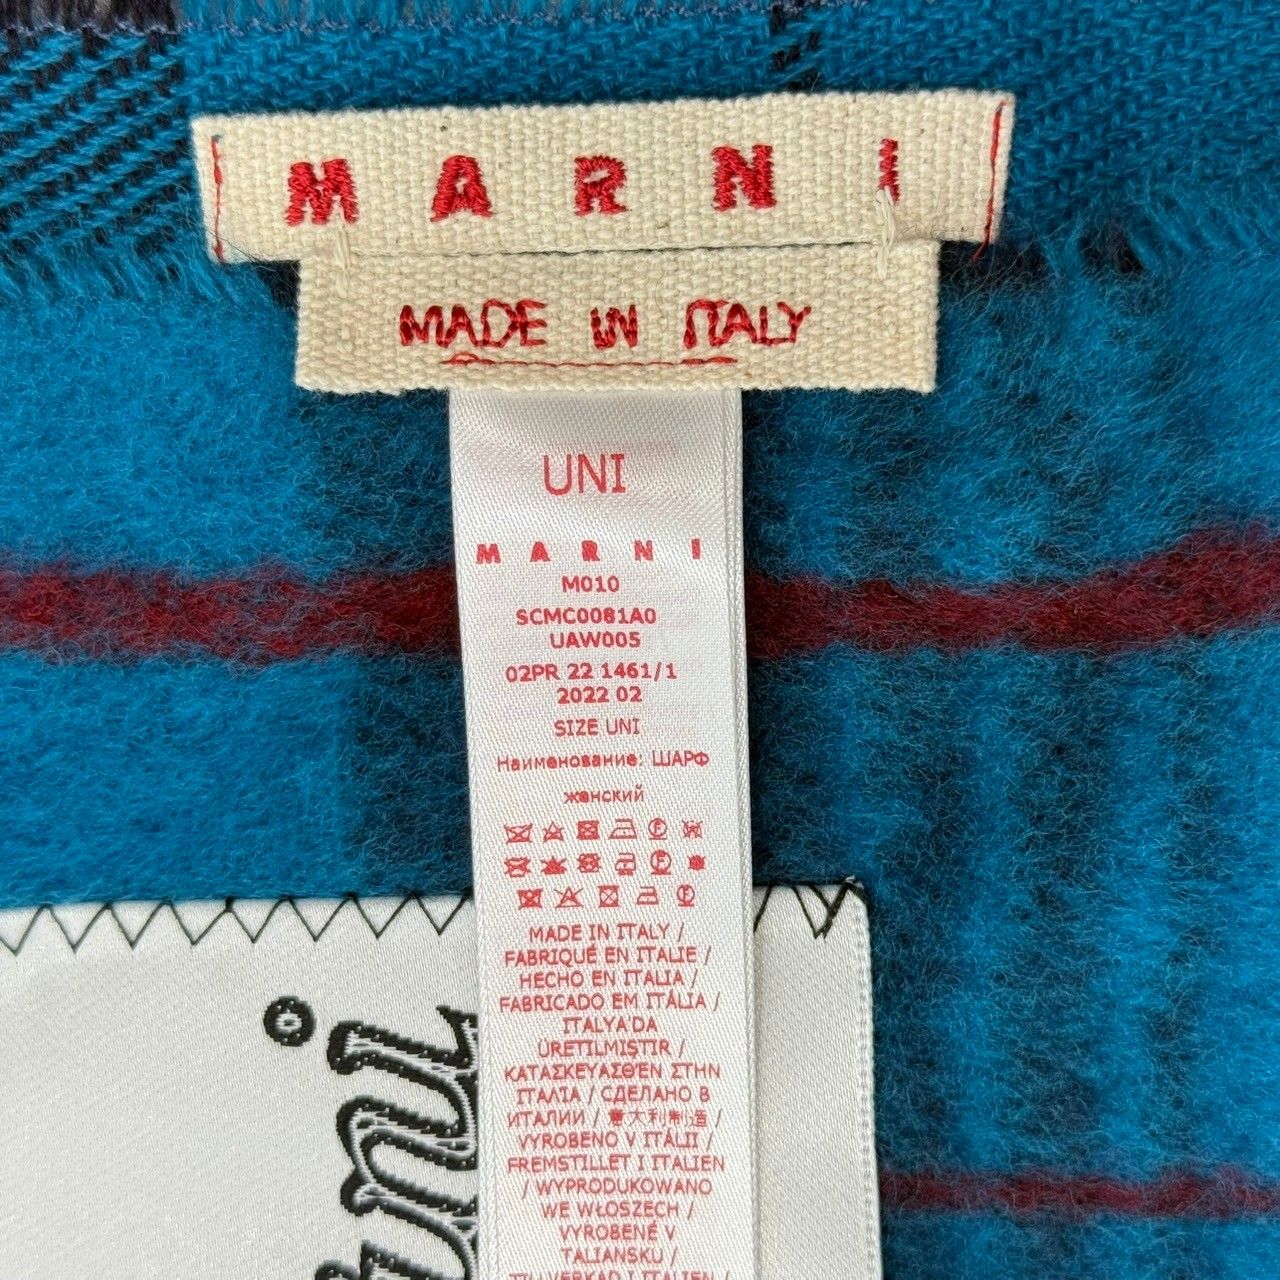 MARNI
MADE IN ITALY
UNI
MARNI
M010
SCMC0081A0
UAW005
02PR 22 1461/1
2022 02
SIZE UNI
Наименование: ШАРФ
женский
MADE IN ITALY /
FABRIQUÉ EN ITALIE /
HECHO EN ITALIA /
FABRICADO EM ITÁLIA /
ITALYA'DA
ÜRETILMIŞTIR /
ΚΑΤΑΣΚΕΥΑΣΘΕΝ ΣΤΗΝ
ΙΤΑΛΙΑ / СДЕЛАНО В
ИТАЛИИ / 意大利制造 /
VYROBENO V ITÁLII /
FREMSTILLET I ITALIEN
/ WYPRODUKOWANO
WE WŁOSZECH /
VYROBENÉ V
TALIANSKU /